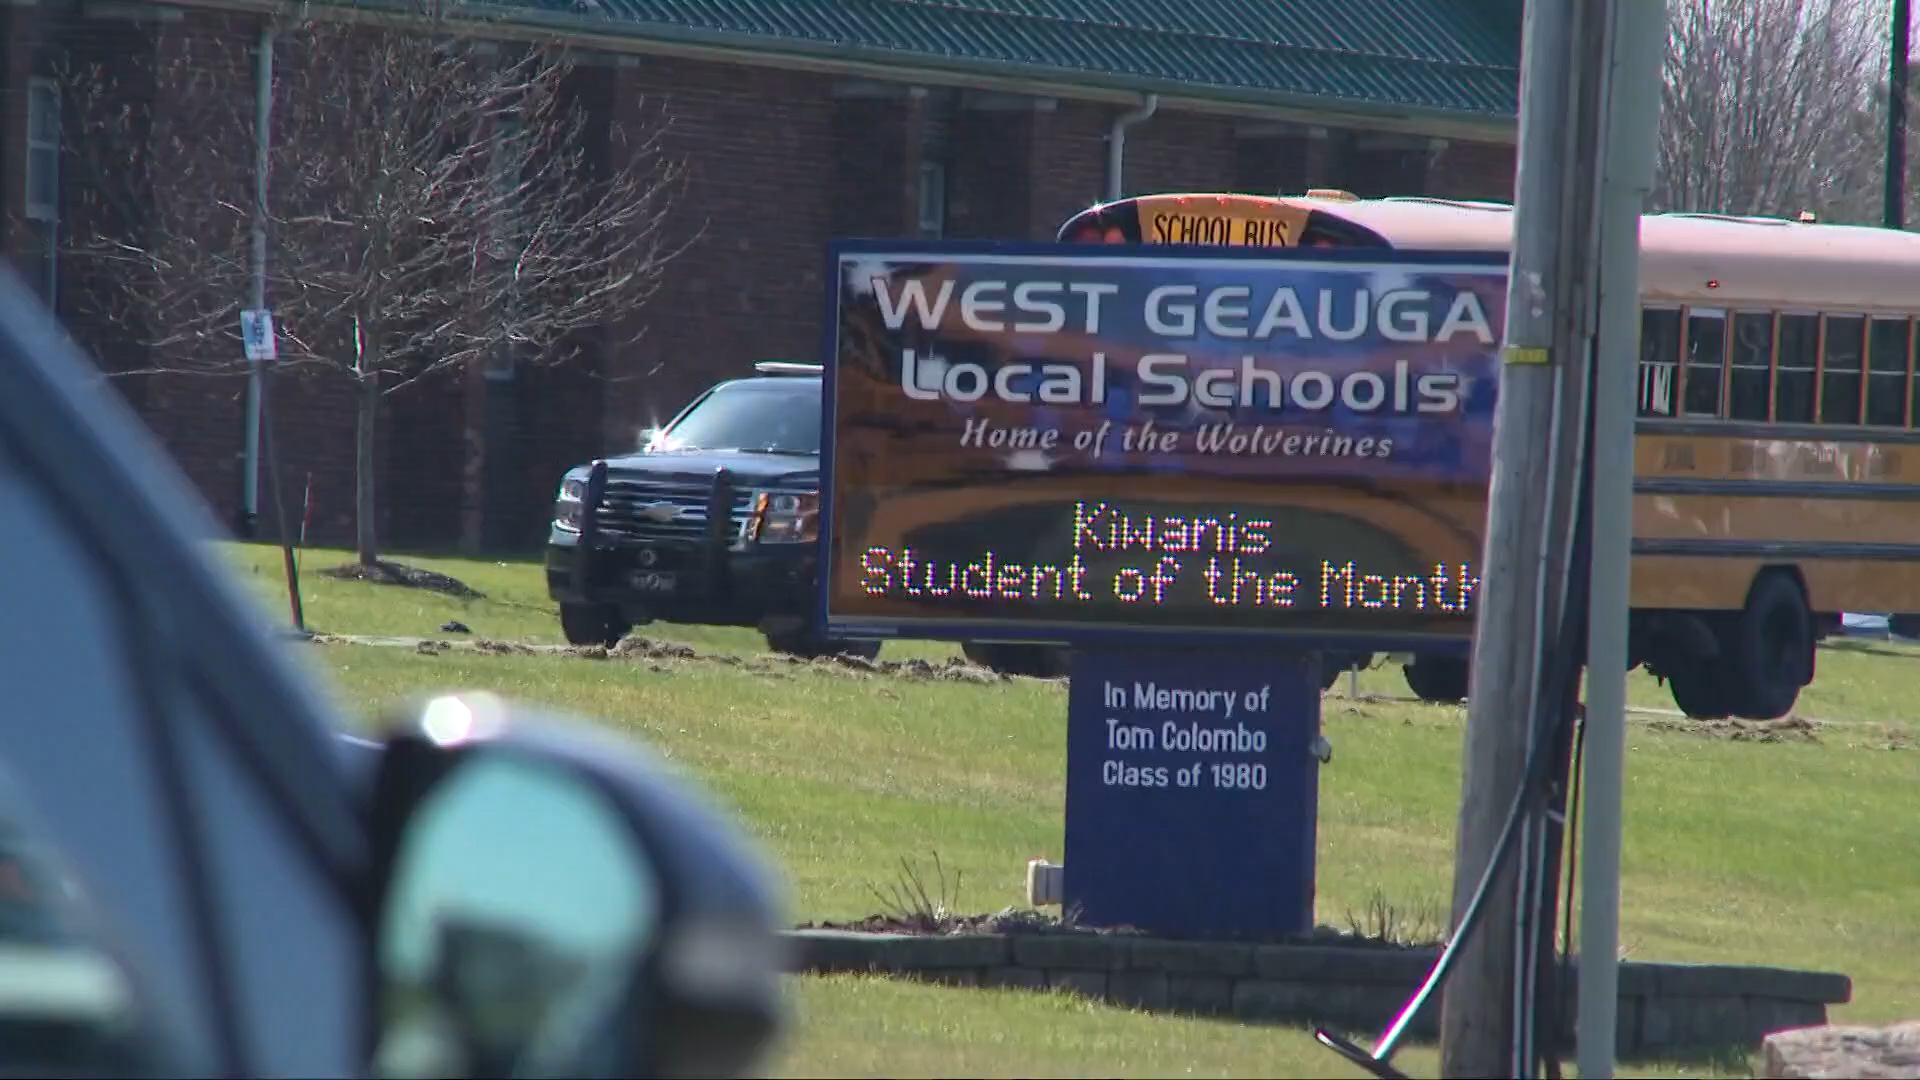 SCHOOL BUS
WEST GEAUGA
Local Schools
Home of the Wolverines
Kiwanis
Student of the Month
In Memory of
Tom Colombo
Class of 1980